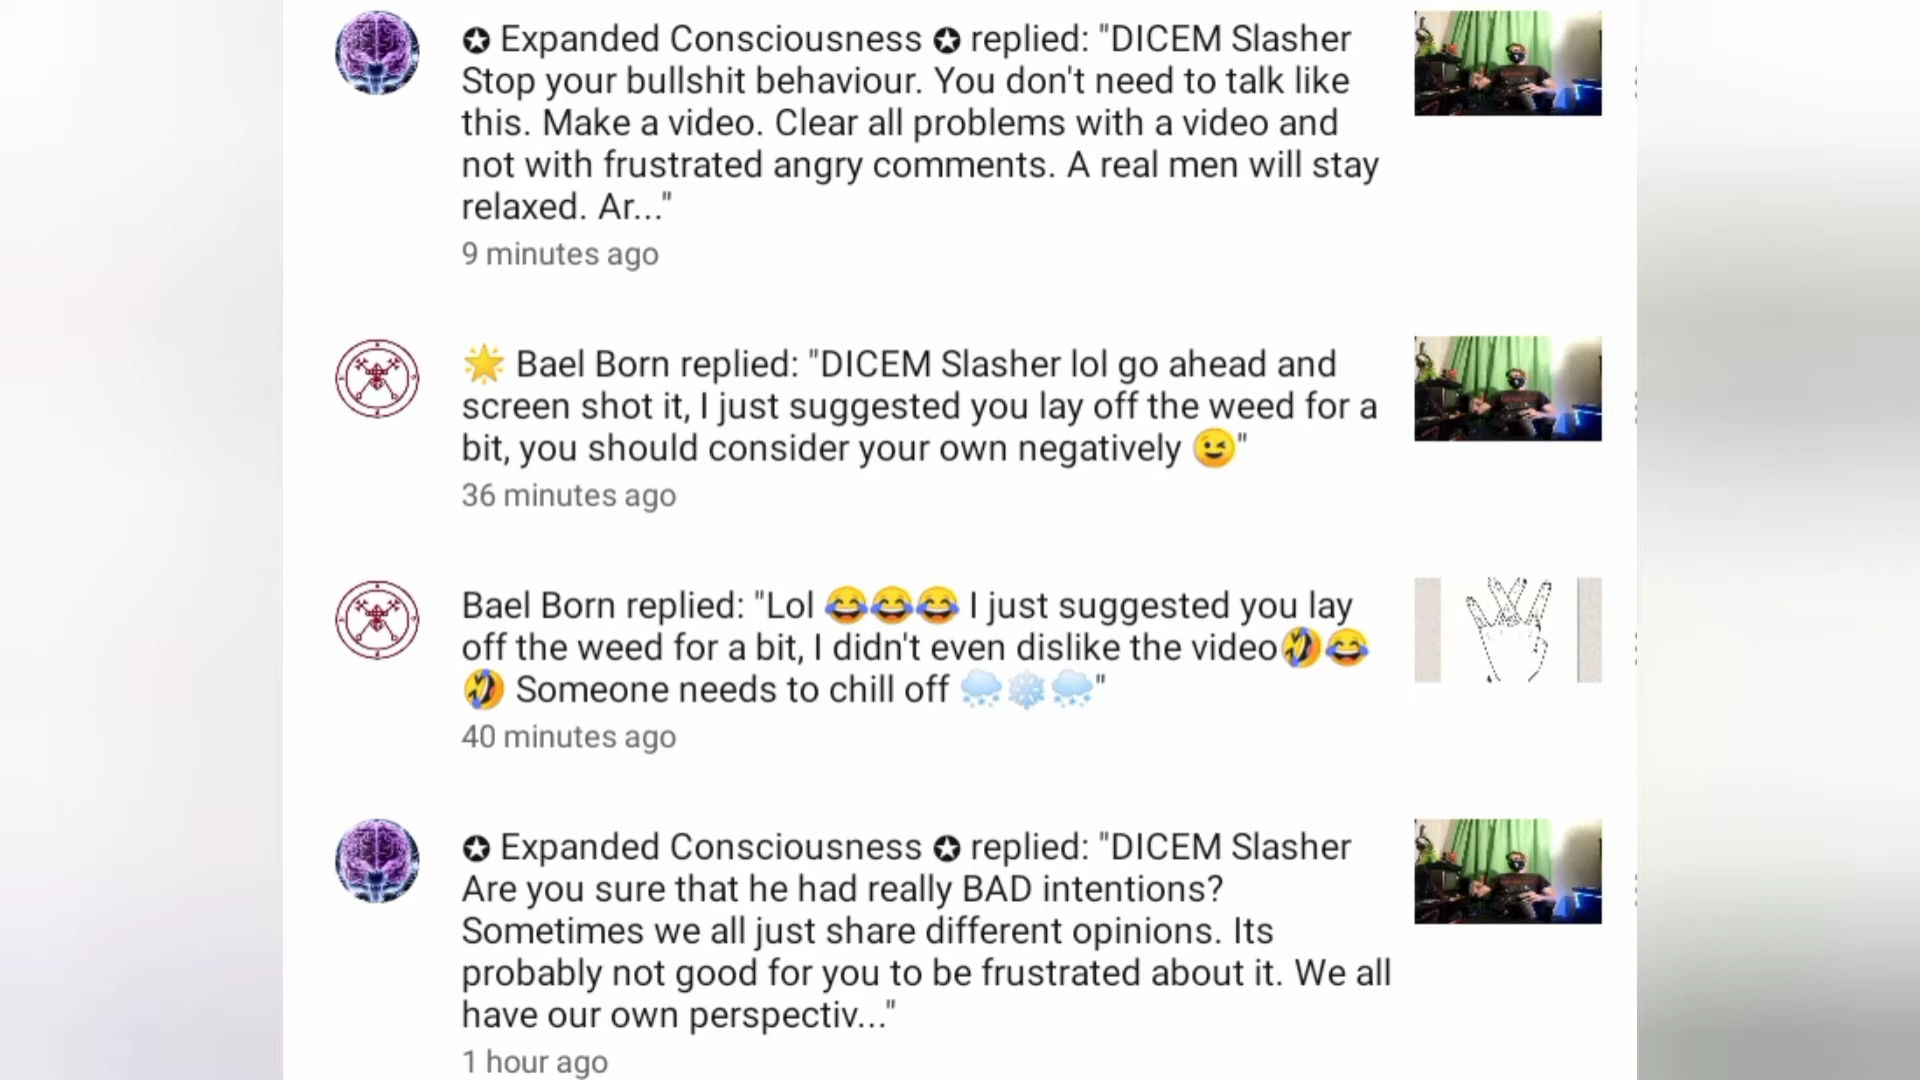 ✪ Expanded Consciousness ✪ replied: "DICEM Slasher
Stop your bullshit behaviour. You don't need to talk like
this. Make a video. Clear all problems with a video and
not with frustrated angry comments. A real men will stay
relaxed. Ar..."
9 minutes ago
🌟 Bael Born replied: "DICEM Slasher lol go ahead and
screen shot it, I just suggested you lay off the weed for a
bit, you should consider your own negatively 😉"
36 minutes ago
Bael Born replied: "Lol 😂😂😂 I just suggested you lay
off the weed for a bit, I didn't even dislike the video🤣😂
🤣 Someone needs to chill off 🌨❄🌨"
40 minutes ago
✪ Expanded Consciousness ✪ replied: "DICEM Slasher
Are you sure that he had really BAD intentions?
Sometimes we all just share different opinions. Its
probably not good for you to be frustrated about it. We all
have our own perspectiv..."
1 hour ago